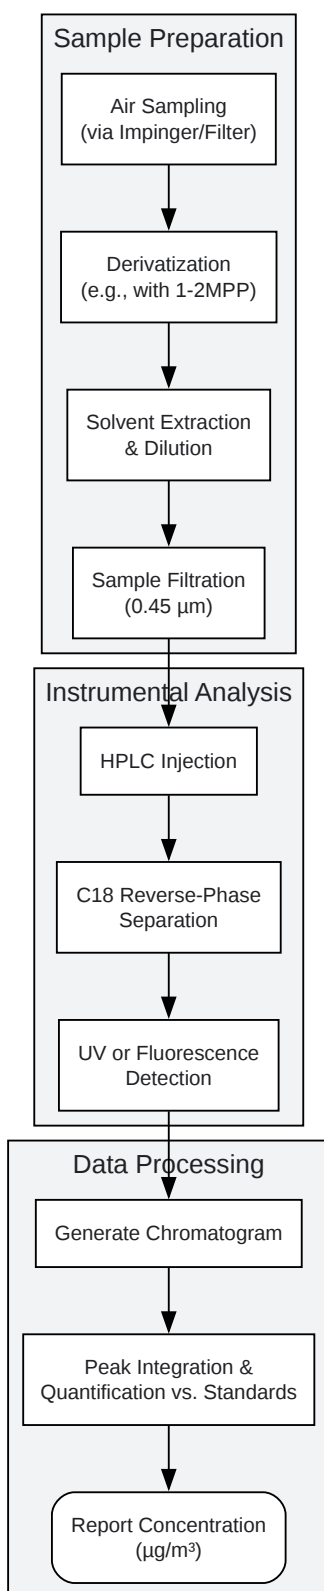 Sample Preparation
Air Sampling
(via Impinger/Filter)
Derivatization
(e.g., with 1-2MPP)
Solvent Extraction
& Dilution
Sample Filtration
(0.45 µm)
Instrumental Analysis
HPLC Injection
C18 Reverse-Phase
Separation
UV or Fluorescence
Detection
Data Processing
Generate Chromatogram
Peak Integration &
Quantification vs. Standards
Report Concentration
(µg/m³)